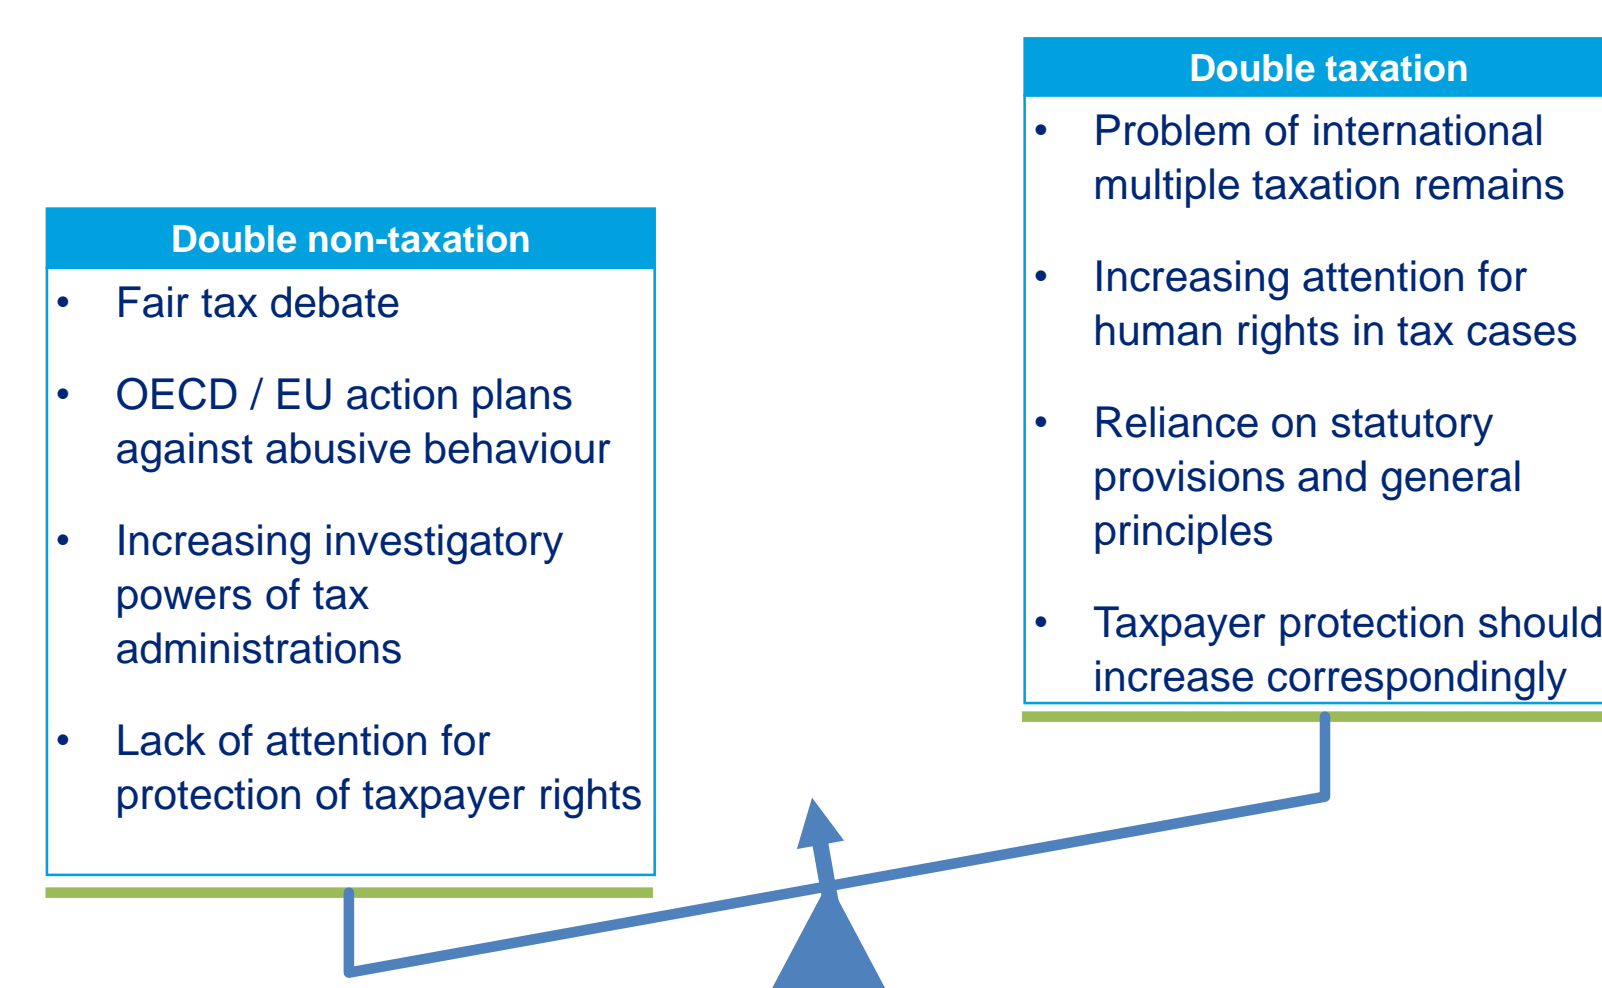 Double non-taxation
• Fair tax debate
• OECD / EU action plans
against abusive behaviour
• Increasing investigatory
powers of tax
administrations
• Lack of attention for
protection of taxpayer rights
Double taxation
• Problem of international
multiple taxation remains
• Increasing attention for
human rights in tax cases
• Reliance on statutory
provisions and general
principles
• Taxpayer protection should
increase correspondingly